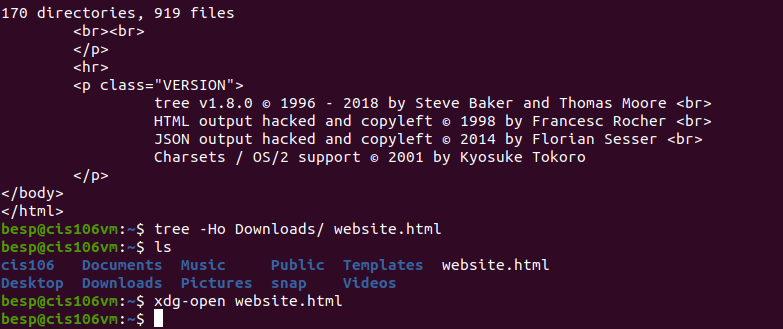 170 directories, 919 files
        <br><br>
        </p>
        <hr>
        <p class="VERSION">
                 tree v1.8.0 © 1996 - 2018 by Steve Baker and Thomas Moore <br>
                 HTML output hacked and copyleft © 1998 by Francesc Rocher <br>
                 JSON output hacked and copyleft © 2014 by Florian Sesser <br>
                 Charsets / OS/2 support © 2001 by Kyosuke Tokoro
        </p>
</body>
</html>
besp@cis106vm:~$ tree -Ho Downloads/ website.html
besp@cis106vm:~$ ls
cis106   Documents  Music     Public  Templates  website.html
Desktop  Downloads  Pictures  snap    Videos
besp@cis106vm:~$ xdg-open website.html
besp@cis106vm:~$